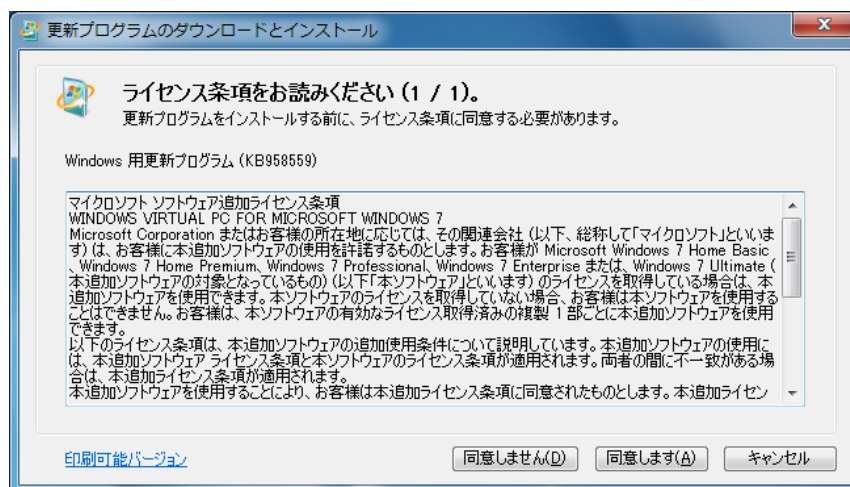 更新プログラムのダウンロードとインストール
ライセンス条項をお読みください (1 / 1)。
更新プログラムをインストールする前に、ライセンス条項に同意する必要があります。
Windows 用更新プログラム (KB958559)
マイクロソフト ソフトウェア追加ライセンス条項
WINDOWS VIRTUAL PC FOR MICROSOFT WINDOWS 7
Microsoft Corporation またはお客様の所在地に応じては、その関連会社 (以下、総称して「マイクロソフト」といいま
す) は、お客様に本追加ソフトウェアの使用を許諾するものとします。お客様が Microsoft Windows 7 Home Basic
、Windows 7 Home Premium、Windows 7 Professional、Windows 7 Enterprise または、Windows 7 Ultimate (
本追加ソフトウェアの対象となっているもの) (以下「本ソフトウェア」といいます) のライセンスを取得している場合は、本
追加ソフトウェアを使用できます。本ソフトウェアのライセンスを取得していない場合、お客様は本ソフトウェアを使用する
ことはできません。お客様は、本ソフトウェアの有効なライセンス取得済みの複製 1 部ごとに本追加ソフトウェアを使用
できます。
以下のライセンス条項は、本追加ソフトウェアの追加使用条件について説明しています。本追加ソフトウェアの使用に
は、本追加ソフトウェア ライセンス条項と本ソフトウェアのライセンス条項が適用されます。両者の間に不一致がある場
合は、本追加ライセンス条項が適用されます。
本追加ソフトウェアを使用することにより、お客様は本追加ライセンス条項に同意されたものとします。本追加ライセン
印刷可能バージョン
同意しません(D)
同意します(A)
キャンセル